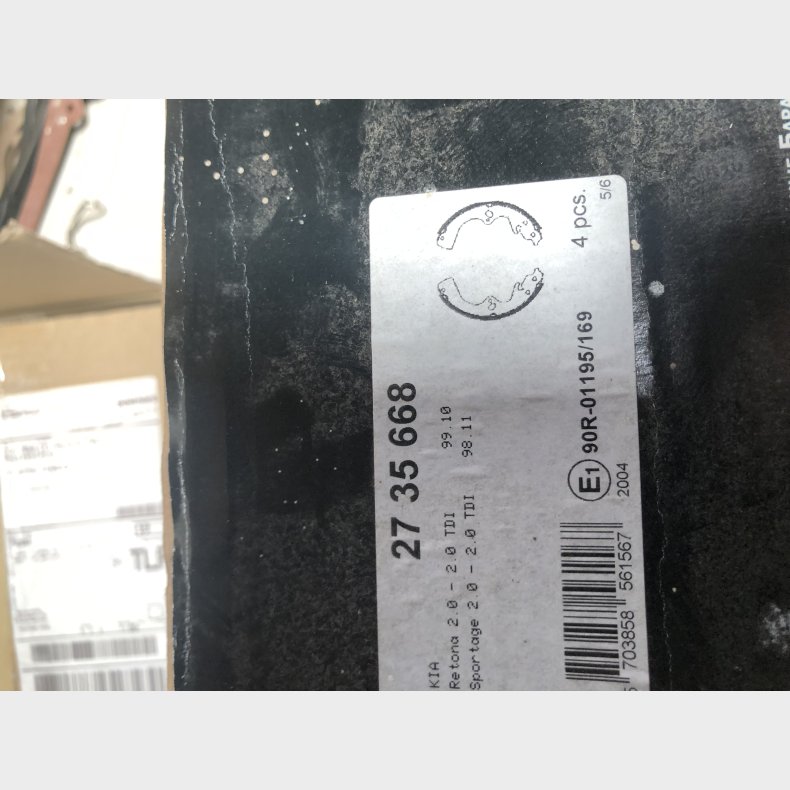 4 pcs.
5/6
27 35 668
KIA
Retona 2.0 - 2.0 TDI 99.10
Sportage 2.0 - 2.0 TDI 98.11
E1 90R-01195/169
2004
703858 561567